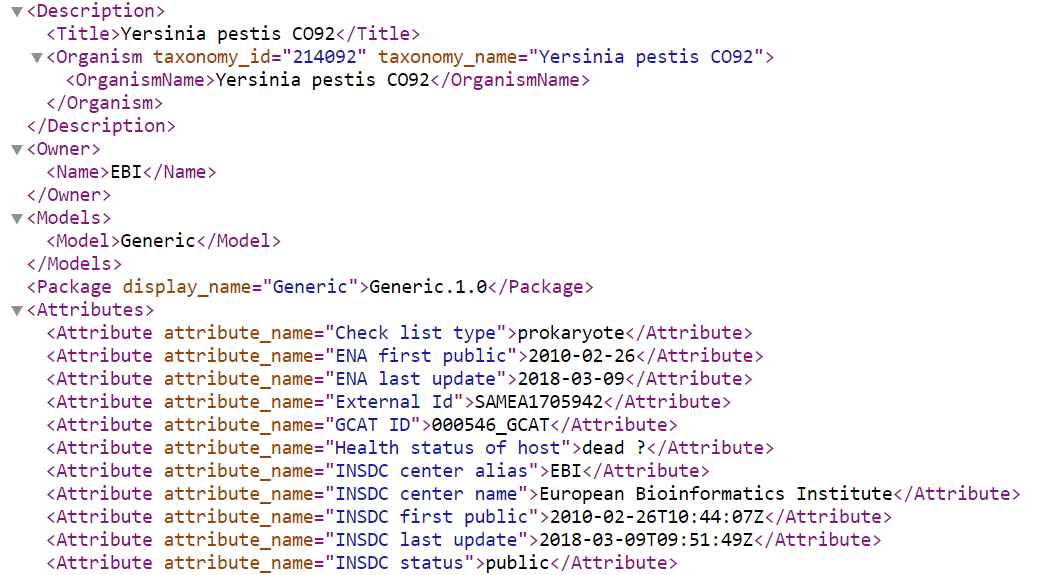 <Description>
<Title>Yersinia pestis CO92</Title>
<Organism taxonomy_id="214092" taxonomy_name="Yersinia pestis CO92">
<OrganismName>Yersinia pestis CO92</OrganismName>
</Organism>
</Description>
<Owner>
<Name>EBI</Name>
</Owner>
<Models>
<Model>Generic</Model>
</Models>
<Package display_name="Generic">Generic.1.0</Package>
<Attributes>
<Attribute attribute_name="Check list type">prokaryote</Attribute>
<Attribute attribute_name="ENA first public">2010-02-26</Attribute>
<Attribute attribute_name="ENA last update">2018-03-09</Attribute>
<Attribute attribute_name="External Id">SAMEA1705942</Attribute>
<Attribute attribute_name="GCAT ID">000546_GCAT</Attribute>
<Attribute attribute_name="Health status of host">dead ?</Attribute>
<Attribute attribute_name="INSDC center alias">EBI</Attribute>
<Attribute attribute_name="INSDC center name">European Bioinformatics Institute</Attribute>
<Attribute attribute_name="INSDC first public">2010-02-26T10:44:07Z</Attribute>
<Attribute attribute_name="INSDC last update">2018-03-09T09:51:49Z</Attribute>
<Attribute attribute_name="INSDC status">public</Attribute>